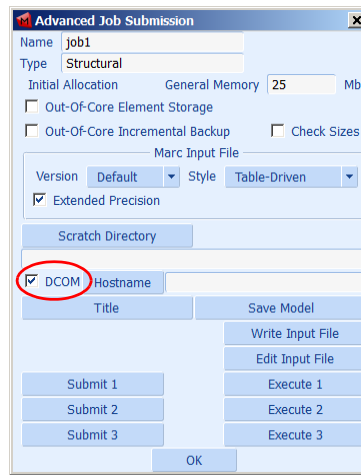 Advanced Job Submission
Name job1
Type Structural
Initial Allocation General Memory 25 Mb
Out-Of-Core Element Storage
Out-Of-Core Incremental Backup Check Sizes
Marc Input File
Version Default Style Table-Driven
Extended Precision
Scratch Directory
DCOM Hostname
Title Save Model
Write Input File
Edit Input File
Submit 1 Execute 1
Submit 2 Execute 2
Submit 3 Execute 3
OK